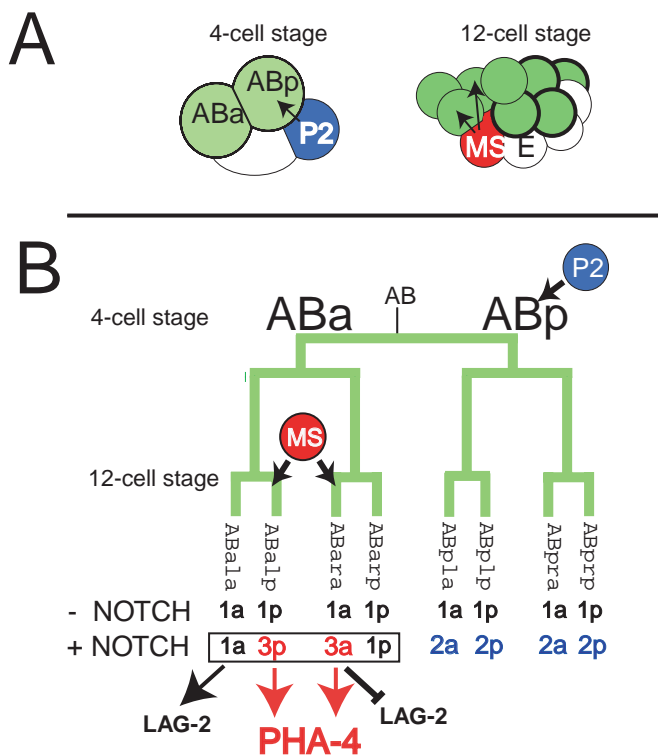 A
4-cell stage
12-cell stage
ABa
ABp
P2
MS
E
B
P2
AB
4-cell stage
ABa
ABp
MS
12-cell stage
ABala
ABalp
ABara
ABarp
ABpla
ABplp
ABpra
ABprp
- NOTCH 1a 1p 1a 1p 1a 1p 1a 1p
+ NOTCH 1a 3p 3a 1p 2a 2p 2a 2p
LAG-2
LAG-2
PHA-4